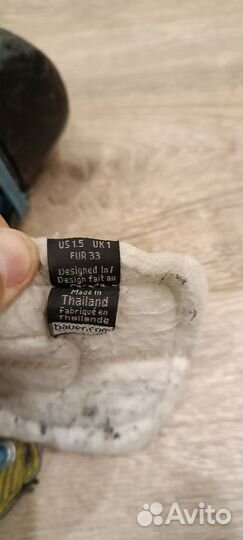 US 1.5 UK 1
EUR 33
Designed In/
Design fait au
Made in
Thailand
Fabriqué en
Thaïlande
bauer.com
Avito